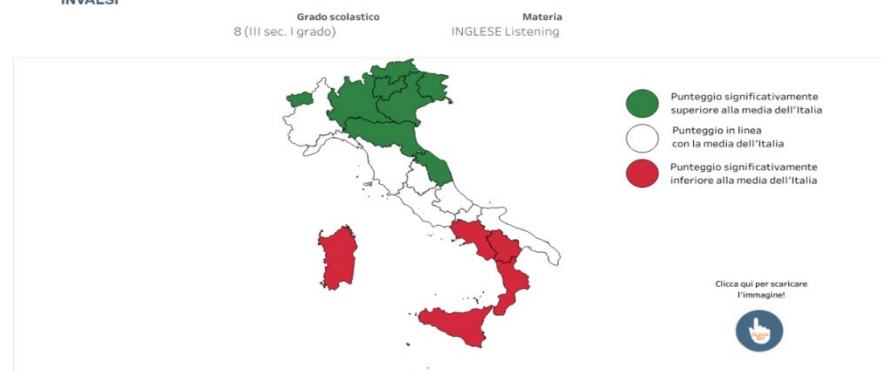 INVALSI
Grado scolastico
8 (III sec. I grado)
Materia
INGLESE Listening
Punteggio significativamente
superiore alla media dell'Italia
Punteggio in linea
con la media dell'Italia
Punteggio significativamente
inferiore alla media dell'Italia
Clicca qui per scaricare
l'immagine!